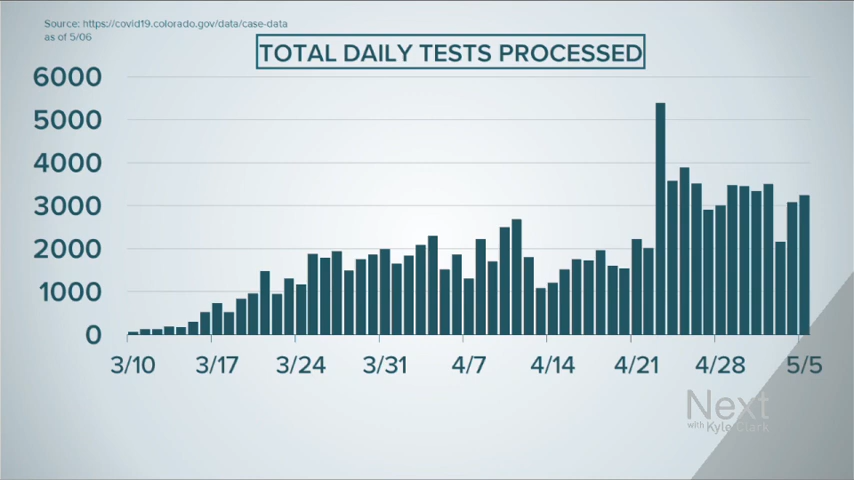 Source: https://covid19.colorado.gov/data/case-data
as of 5/06
TOTAL DAILY TESTS PROCESSED
6000
5000
4000
3000
2000
1000
0
3/10 3/17 3/24 3/31 4/7 4/14 4/21 4/28 5/5
Next
with Kyle Clark